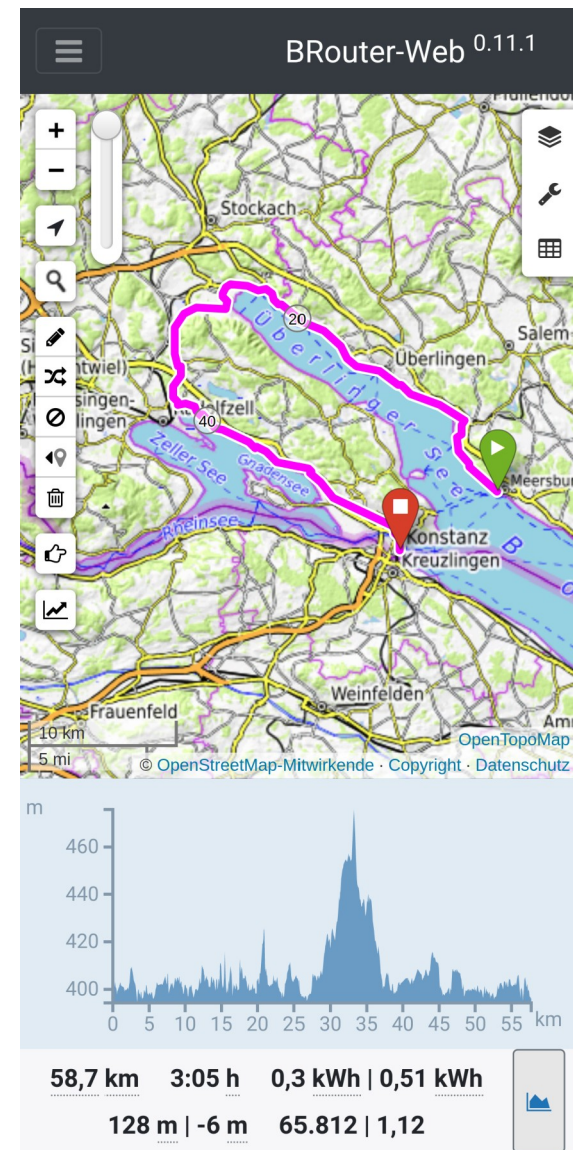 BRouter-Web 0.11.1
+
−
Stockach
20
Salem
Überlingen
Überlinger See
40
Zeller See
Gnadensee
Meersbur
Rheinsee
Konstanz
Kreuzlingen
B
o
Weinfelden
Frauenfeld
10 km
5 mi
OpenTopoMap
© OpenStreetMap-Mitwirkende · Copyright · Datenschutz
m
460
440
420
400
0 5 10 15 20 25 30 35 40 45 50 55 km
58,7 km 3:05 h 0,3 kWh | 0,51 kWh
128 m | -6 m 65.812 | 1,12